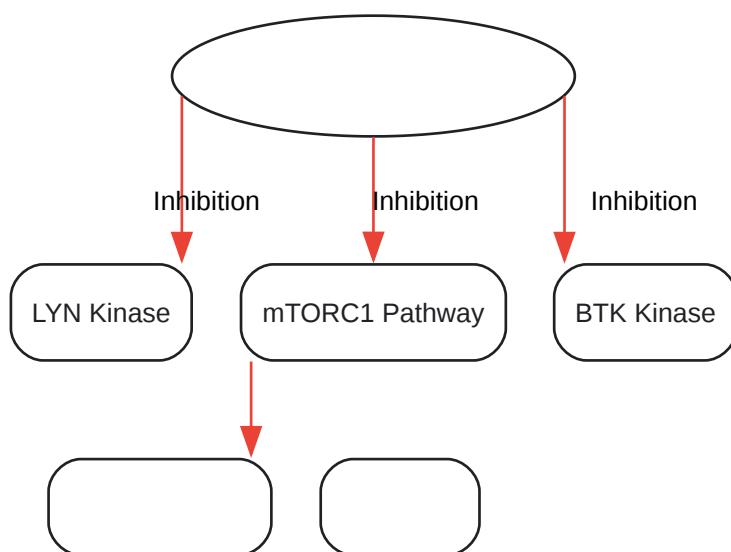 Inhibition
Inhibition
Inhibition
LYN Kinase
mTORC1 Pathway
BTK Kinase